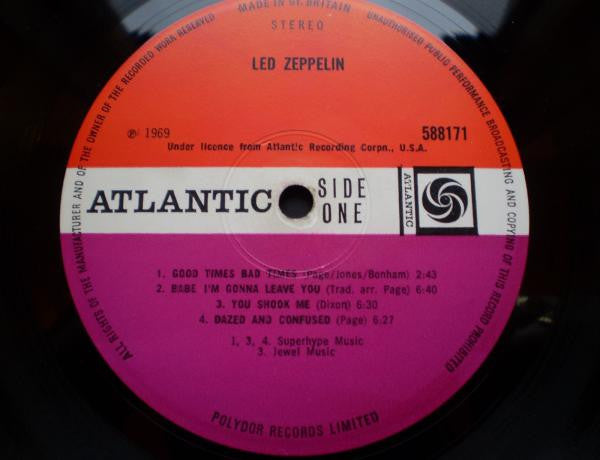 MADE IN GT. BRITAIN
ALL RIGHTS OF THE MANUFACTURER AND OF THE OWNER OF THE RECORDED WORK RESERVED
UNAUTHORISED PUBLIC PERFORMANCE BROADCASTING AND COPYING OF THIS RECORD PROHIBITED
STEREO
LED ZEPPELIN
℗ 1969
588171
Under licence from Atlantic Recording Corpn., U.S.A.
ATLANTIC
SIDE
ONE
ATLANTIC
1. GOOD TIMES BAD TIMES (Page/Jones/Bonham) 2:43
2. BABE I'M GONNA LEAVE YOU (Trad. arr. Page) 6:40
3. YOU SHOOK ME (Dixon) 6:30
4. DAZED AND CONFUSED (Page) 6:27
1, 3, 4. Superhype Music
3. Jewel Music
POLYDOR RECORDS LIMITED